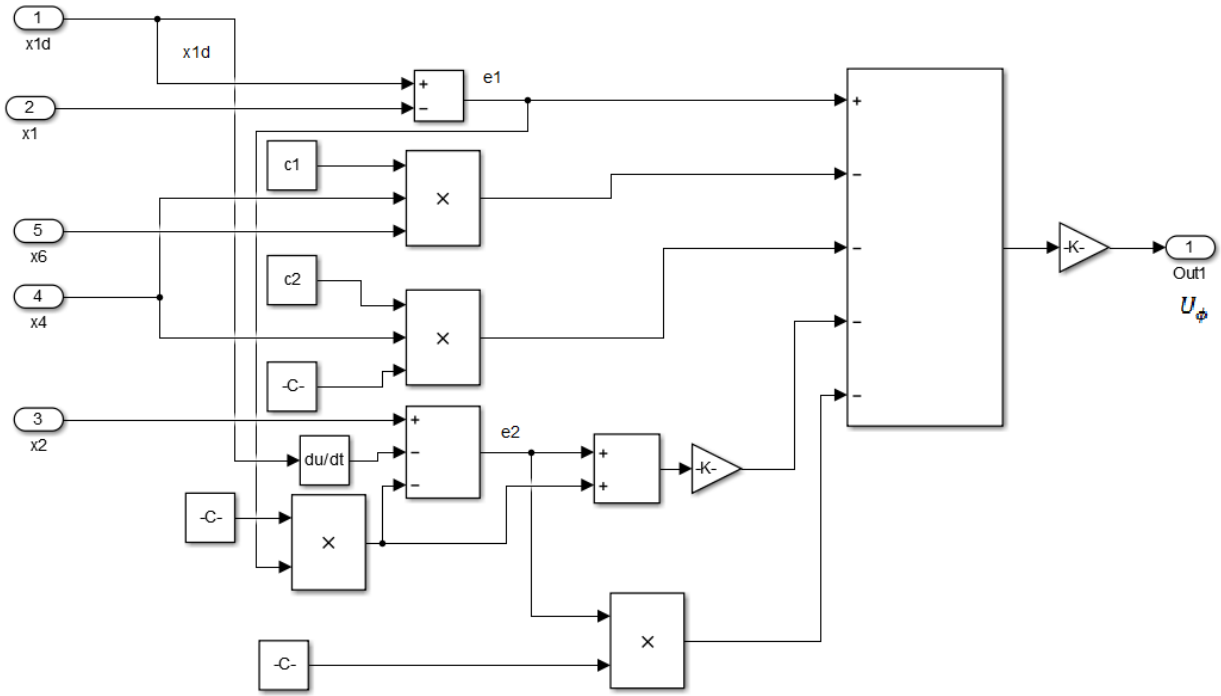 1
x1d
x1d
2
x1
e1
+
−
c1
×
5
x6
4
x4
c2
×
-C-
3
x2
+
−
−
e2
du/dt
-C-
×
+
+
-K-
-C-
×
+
−
−
−
−
-K-
1
Out1
U_ϕ